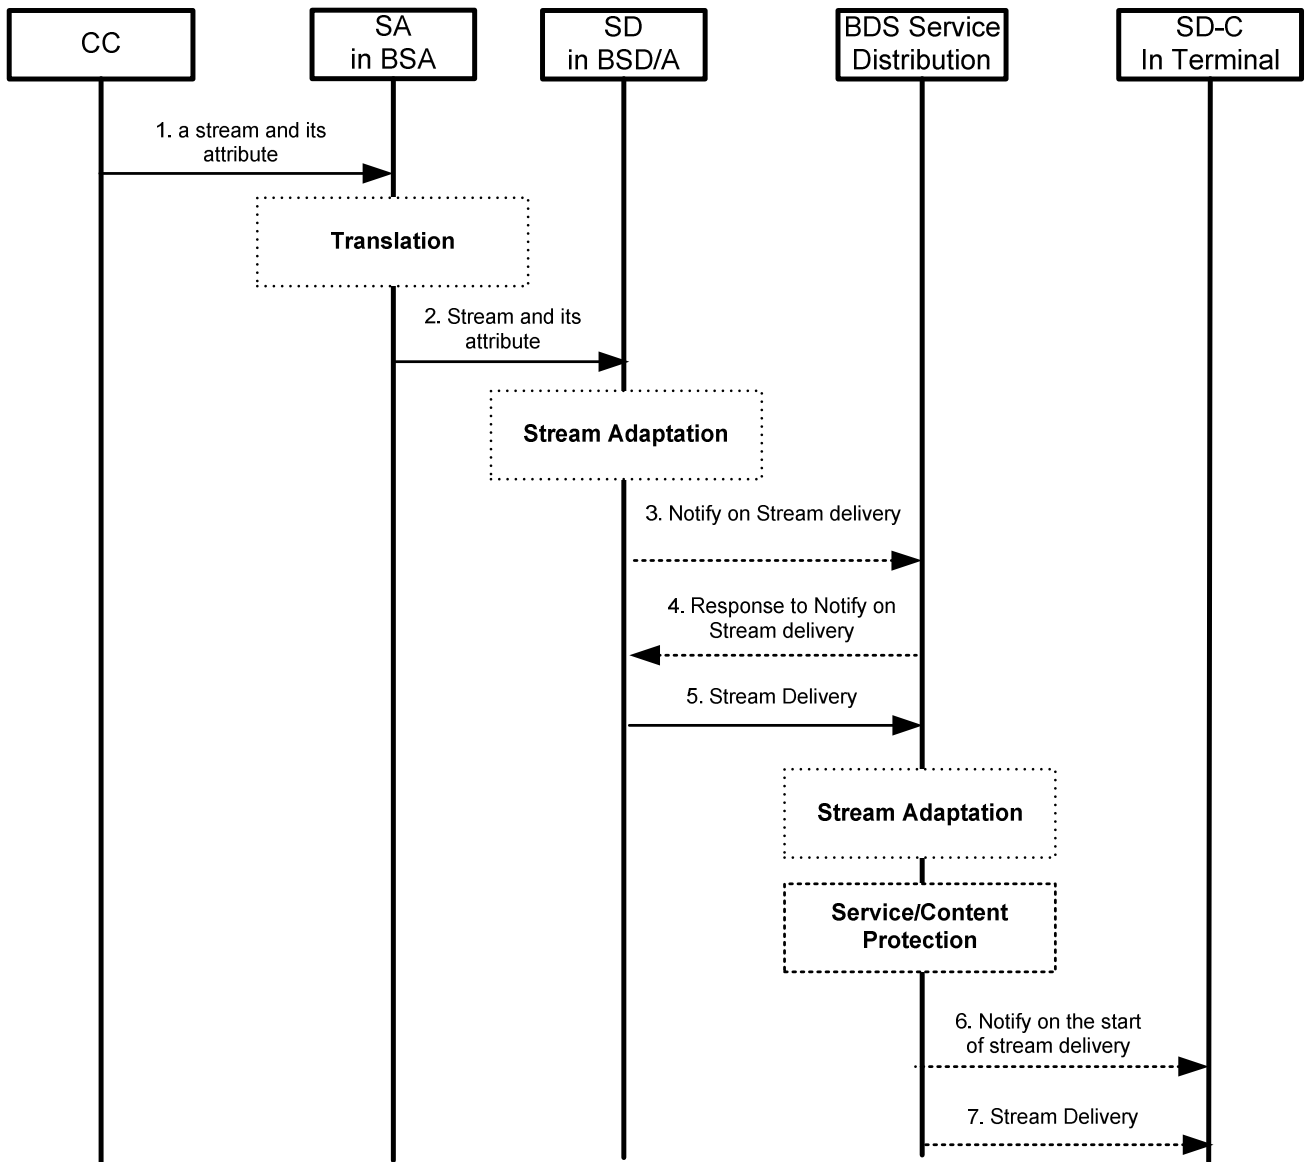 CC
SA
in BSA
SD
in BSD/A
BDS Service
Distribution
SD-C
In Terminal
1. a stream and its
attribute
Translation
2. Stream and its
attribute
Stream Adaptation
3. Notify on Stream delivery
4. Response to Notify on
Stream delivery
5. Stream Delivery
Stream Adaptation
Service/Content
Protection
6. Notify on the start
of stream delivery
7. Stream Delivery